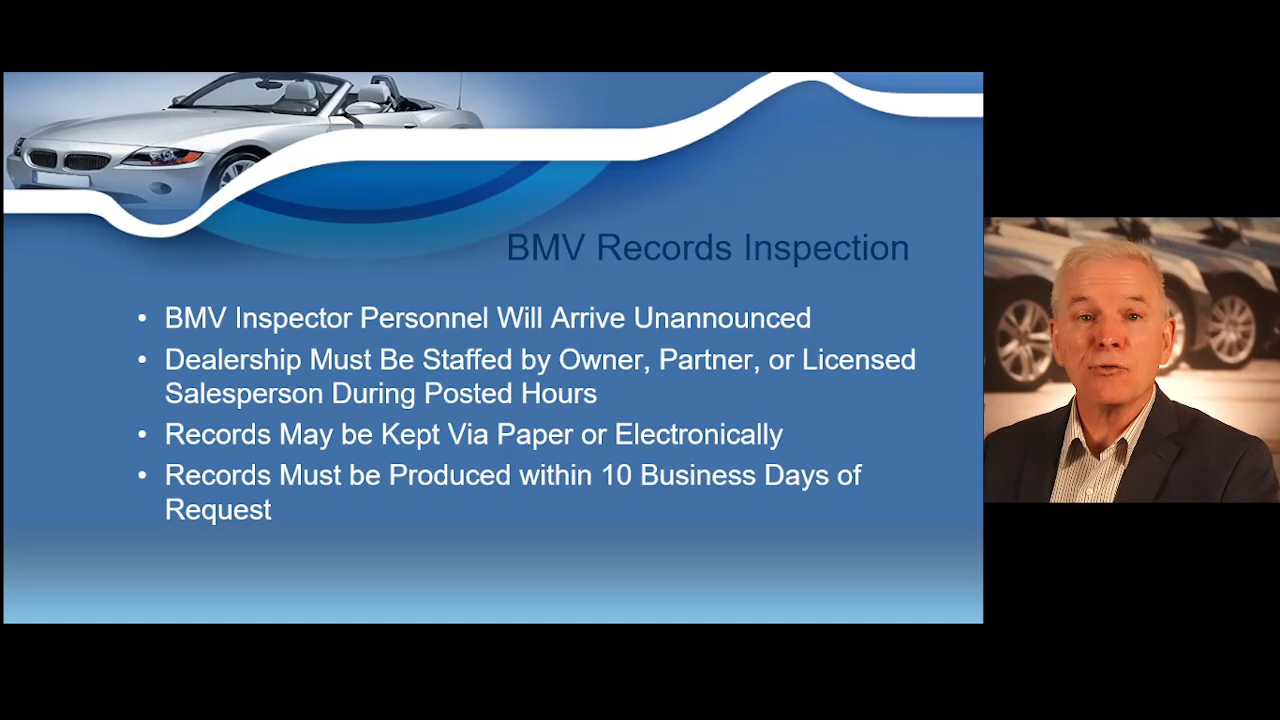 BMV Records Inspection
• BMV Inspector Personnel Will Arrive Unannounced
• Dealership Must Be Staffed by Owner, Partner, or Licensed
Salesperson During Posted Hours
• Records May be Kept Via Paper or Electronically
• Records Must be Produced within 10 Business Days of
Request